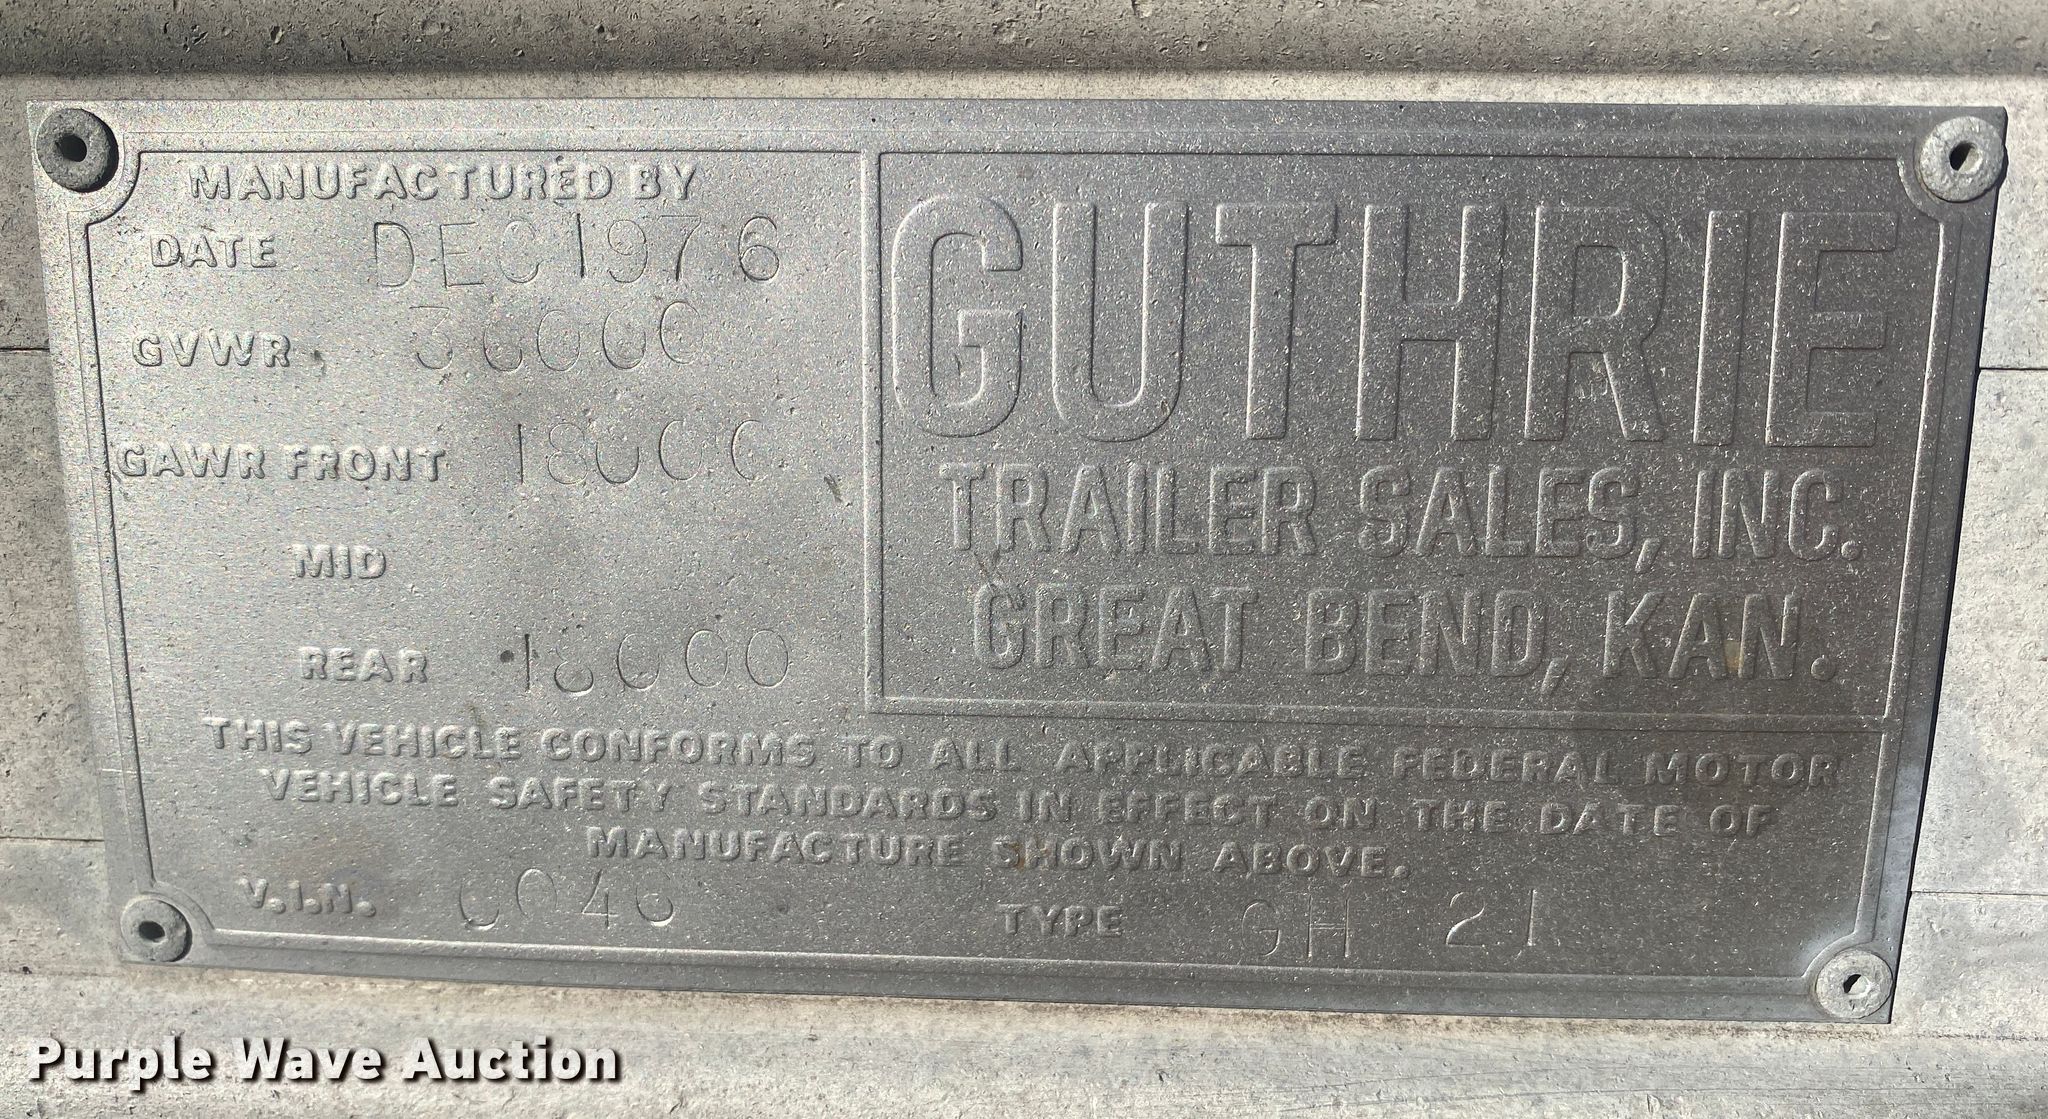 MANUFACTURED BY
DATE DEC 1976
GVWR 36000
GAWR FRONT 18000
MID
REAR 18000
GUTHRIE
TRAILER SALES, INC.
GREAT BEND, KAN.
THIS VEHICLE CONFORMS TO ALL APPLICABLE FEDERAL MOTOR
VEHICLE SAFETY STANDARDS IN EFFECT ON THE DATE OF
MANUFACTURE SHOWN ABOVE.
V.I.N.
TYPE GH 21
Purple Wave Auction